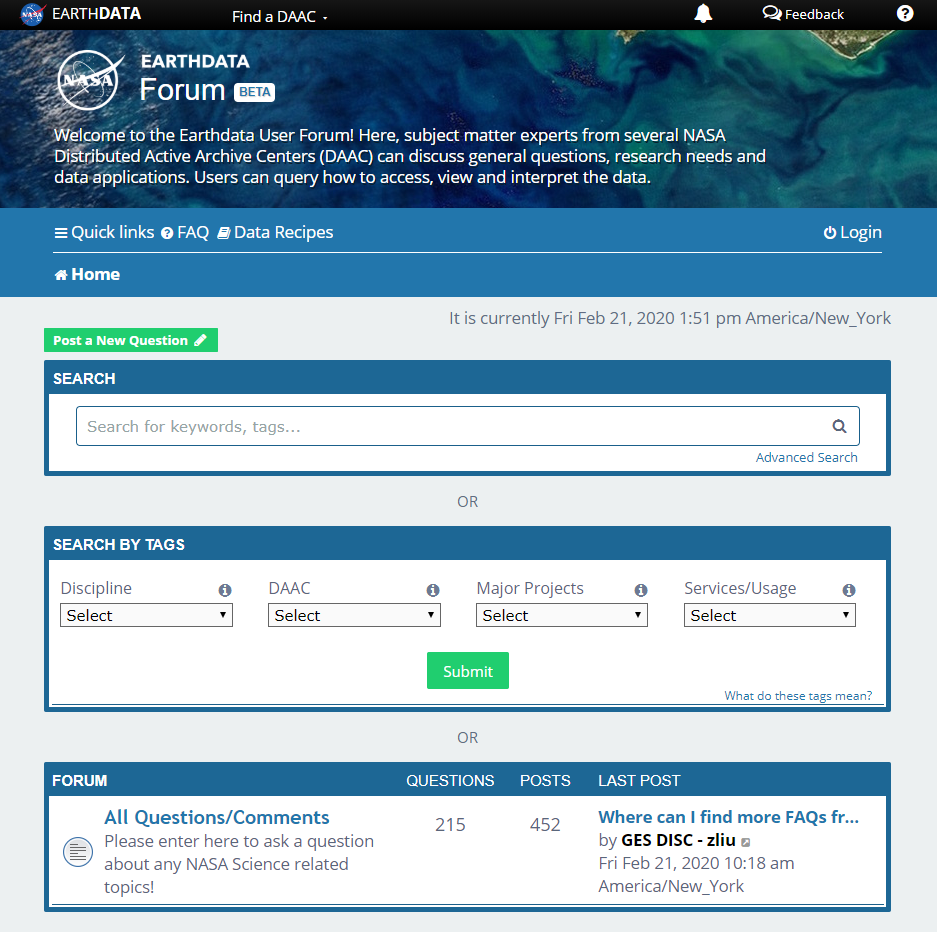 NASA EARTHDATA Find a DAAC Feedback ?
NASA
EARTHDATA
Forum BETA
Welcome to the Earthdata User Forum! Here, subject matter experts from several NASA
Distributed Active Archive Centers (DAAC) can discuss general questions, research needs and
data applications. Users can query how to access, view and interpret the data.
Quick links ? FAQ Data Recipes Login
Home
It is currently Fri Feb 21, 2020 1:51 pm America/New_York
Post a New Question
SEARCH
Search for keywords, tags...
Advanced Search
OR
SEARCH BY TAGS
Discipline i DAAC i Major Projects i Services/Usage i
Select Select Select Select
Submit
What do these tags mean?
OR
FORUM QUESTIONS POSTS LAST POST
All Questions/Comments 215 452 Where can I find more FAQs fr...
Please enter here to ask a question by GES DISC - zliu
about any NASA Science related Fri Feb 21, 2020 10:18 am
topics! America/New_York